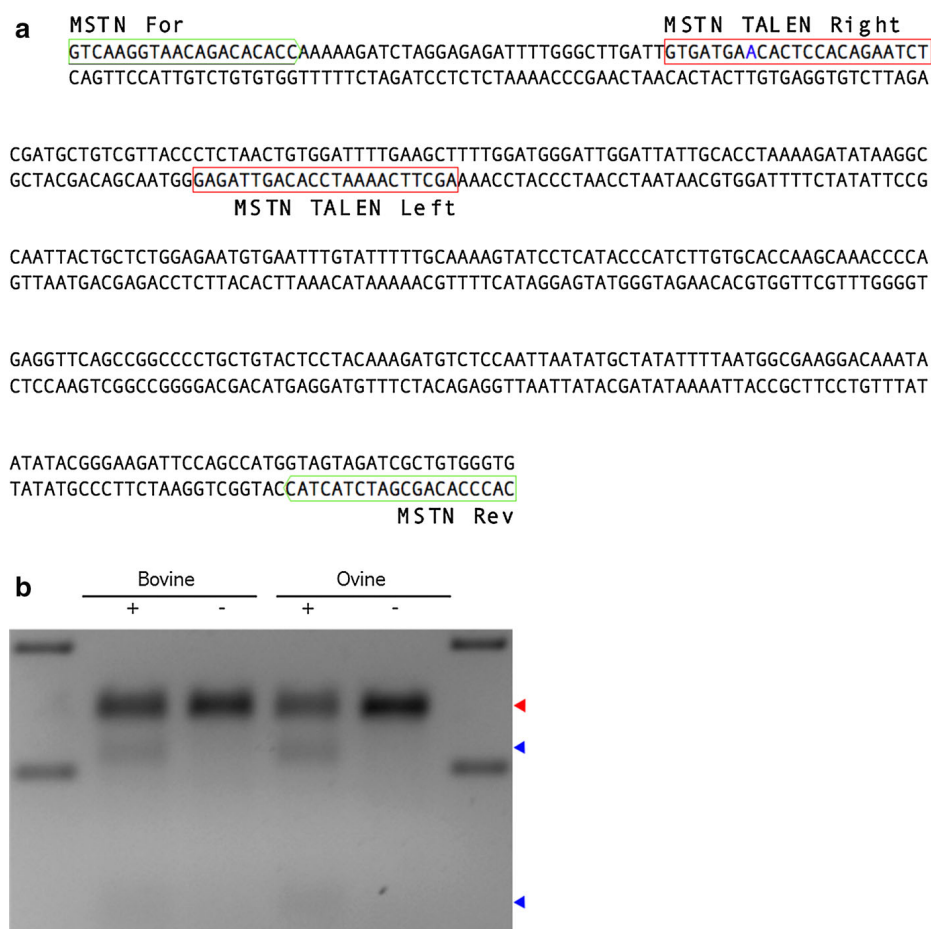 a
MSTN For MSTN TALEN Right
GTCAAGGTAACAGACACACCAAAAAGATCTAGGAGAGATTTTGGGCTTGATTGTGATGAACACTCCACAGAATCT
CAGTTCCATTGTCTGTGTGGTTTTTCTAGATCCTCTCTAAAACCCGAACTAACACTACTTGTGAGGTGTCTTAGA
CGATGCTGTCGTTACCCTCTAACTGTGGATTTTGAAGCTTTTGGATGGGATTGGATTATTGCACCTAAAAGATATAAGGC
GCTACGACAGCAATGGGAGATTGACACCTAAAACTTCGAAAACCTACCCTAACCTAATAACGTGGATTTTCTATATTCCG
MSTN TALEN Left
CAATTACTGCTCTGGAGAATGTGAATTTGTATTTTTGCAAAAGTATCCTCATACCCATCTTGTGCACCAAGCAAACCCCA
GTTAATGACGAGACCTCTTACACTTAAACATAAAAACGTTTTCATAGGAGTATGGGTAGAACACGTGGTTCGTTTGGGGT
GAGGTTCAGCCGGCCCCTGCTGTACTCCTACAAAGATGTCTCCAATTAATATGCTATATTTTAATGGCGAAGGACAAATA
CTCCAAGTCGGCCGGGGACGACATGAGGATGTTTCTACAGAGGTTAATTATACGATATAAAATTACCGCTTCCTGTTTAT
ATATACGGGAAGATTCCAGCCATGGTAGTAGATCGCTGTGGGTG
TATATGCCCTTCTAAGGTCGGTACCATCATCTAGCGACACCCAC
MSTN Rev
b
Bovine Ovine
+ - + -